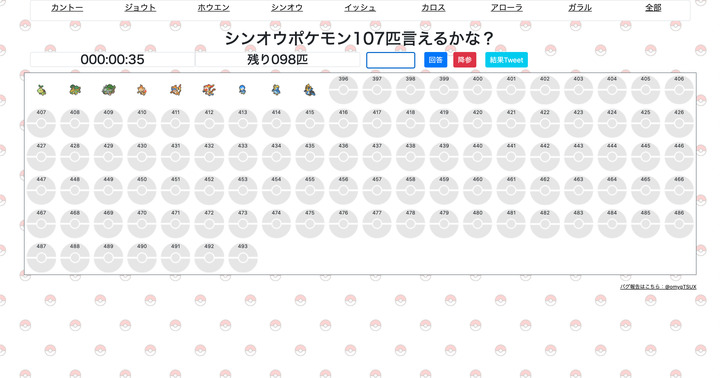 カントー ジョウト ホウエン シンオウ イッシュ カロス アローラ ガラル 全部
シンオウポケモン107匹言えるかな？
000:00:35 残り098匹 回答 降参 結果Tweet
396 397 398 399 400 401 402 403 404 405 406
407 408 409 410 411 412 413 414 415 416 417 418 419 420 421 422 423 424 425 426
427 428 429 430 431 432 433 434 435 436 437 438 439 440 441 442 443 444 445 446
447 448 449 450 451 452 453 454 455 456 457 458 459 460 461 462 463 464 465 466
467 468 469 470 471 472 473 474 475 476 477 478 479 480 481 482 483 484 485 486
487 488 489 490 491 492 493
バグ報告はこちら：@omypTSUX